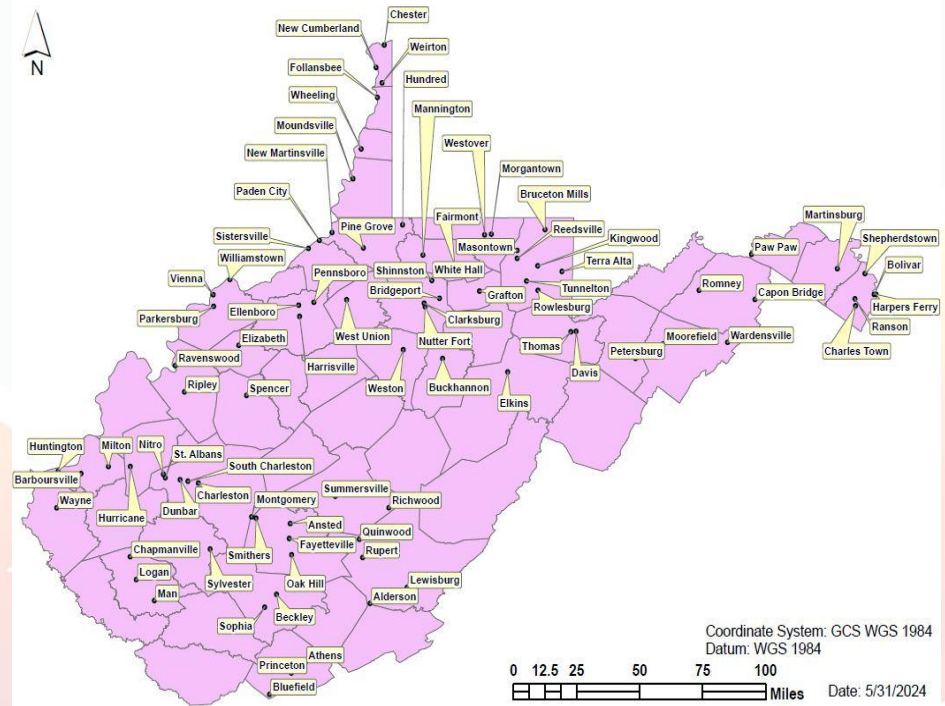 N
Chester
New Cumberland
Weirton
Follansbee
Hundred
Wheeling
Mannington
Moundsville
Westover
New Martinsville
Morgantown
Paden City
Bruceton Mills
Martinsburg
Fairmont
Pine Grove
Reedsville
Shepherdstown
Sistersville
Masontown
Kingwood
Paw Paw
Williamstown
Bolivar
Pennsboro
Shinnston
White Hall
Terra Alta
Vienna
Romney
Capon Bridge
Bridgeport
Grafton
Tunnelton
Harpers Ferry
Parkersburg
Ellenboro
Clarksburg
Rowlesburg
Ranson
Elizabeth
West Union
Nutter Fort
Thomas
Moorefield
Wardensville
Charles Town
Ravenswood
Harrisville
Petersburg
Davis
Ripley
Spencer
Weston
Buckhannon
Elkins
Huntington
Milton
Nitro
St. Albans
South Charleston
Barboursville
Charleston
Summersville
Wayne
Montgomery
Richwood
Hurricane
Dunbar
Ansted
Quinwood
Chapmanville
Smithers
Fayetteville
Rupert
Logan
Sylvester
Oak Hill
Lewisburg
Man
Alderson
Sophia
Beckley
Athens
Princeton
Bluefield
Coordinate System: GCS WGS 1984
Datum: WGS 1984
0 12.5 25 50 75 100
Miles
Date: 5/31/2024